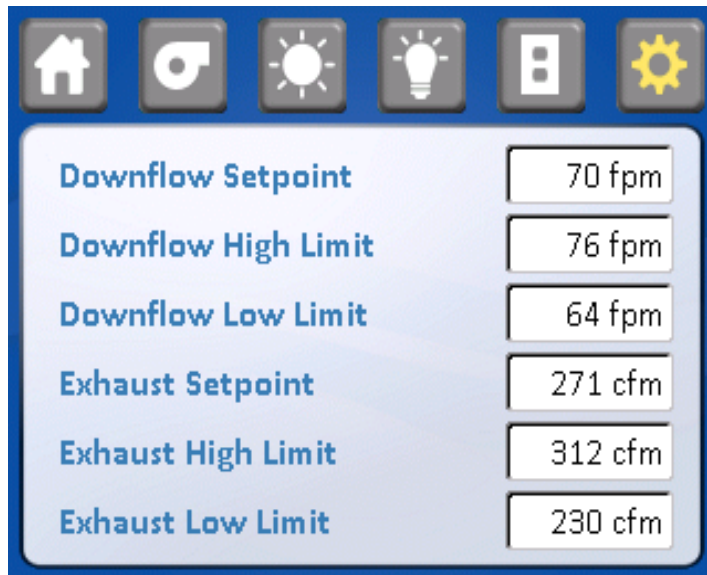 Downflow Setpoint 70 fpm
Downflow High Limit 76 fpm
Downflow Low Limit 64 fpm
Exhaust Setpoint 271 cfm
Exhaust High Limit 312 cfm
Exhaust Low Limit 230 cfm